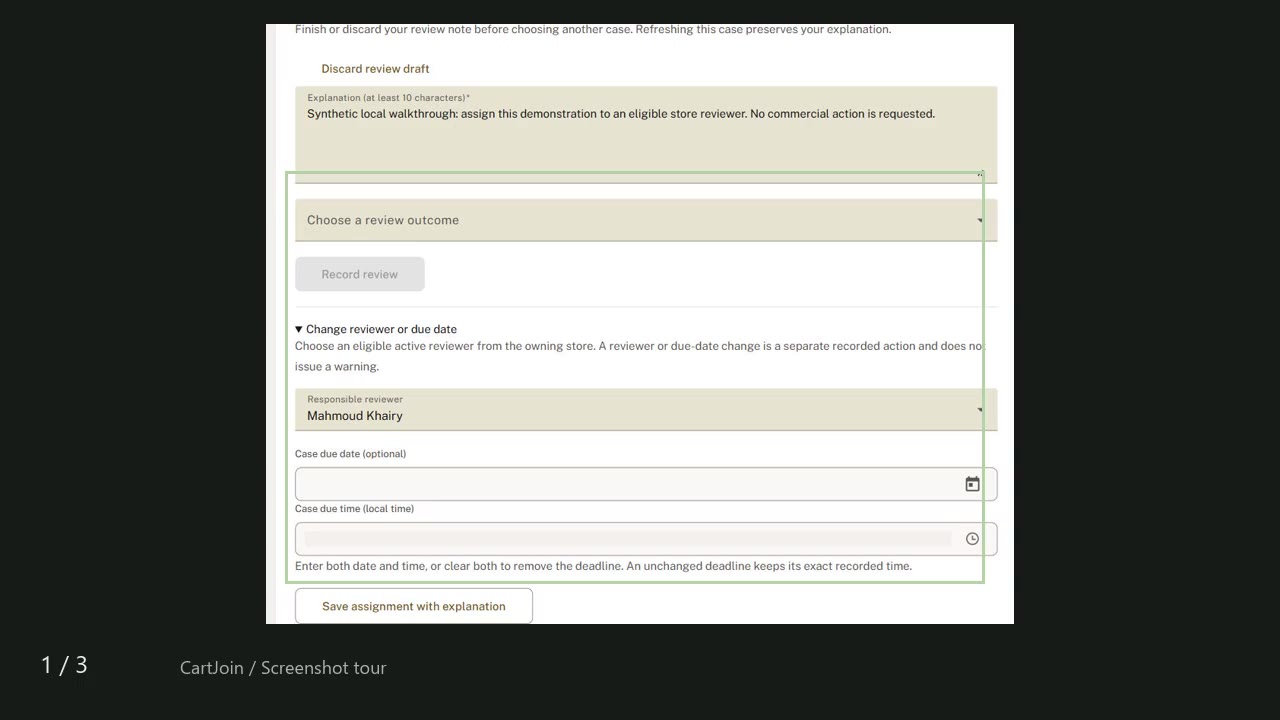 Finish or discard your review note before choosing another case. Refreshing this case preserves your explanation.
Discard review draft
Explanation (at least 10 characters)*
Synthetic local walkthrough: assign this demonstration to an eligible store reviewer. No commercial action is requested.
Choose a review outcome
Record review
Change reviewer or due date
Choose an eligible active reviewer from the owning store. A reviewer or due-date change is a separate recorded action and does not
issue a warning.
Responsible reviewer
Mahmoud Khairy
Case due date (optional)
Case due time (local time)
Enter both date and time, or clear both to remove the deadline. An unchanged deadline keeps its exact recorded time.
Save assignment with explanation
1 / 3
CartJoin / Screenshot tour